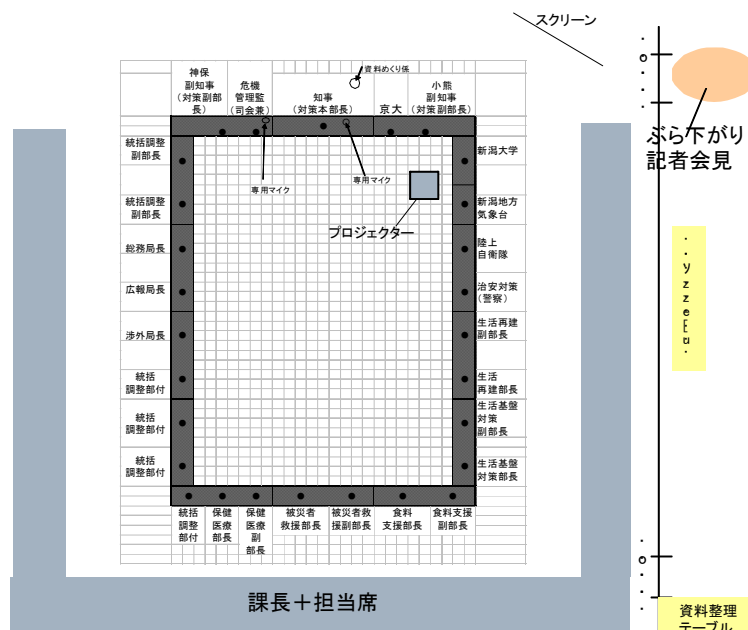 スクリーン
資料めくり係
神保
副知事
(対策副部
長)
危機
管理監
(司会兼)
知事
(対策本部長)
京大
小熊
副知事
(対策副本部長)
ぶら下がり
記者会見
専用マイク
専用マイク
プロジェクター
統括調整
副部長
統括調整
副部長
総務局長
広報局長
渉外局長
統括
調整部付
統括
調整部付
統括
調整部付
新潟大学
新潟地方
気象台
陸上
自衛隊
治安対策
(警察)
生活再建
副部長
生活
再建部長
生活基盤
対策
副部長
生活基盤
対策部長
統括
調整
部付
保健
医療
部長
保健
医療
副
部長
被災者
救援部長
被災者救
援副部長
食料
支援部長
食料支援
副部長
課長+担当席
資料整理
テーブル